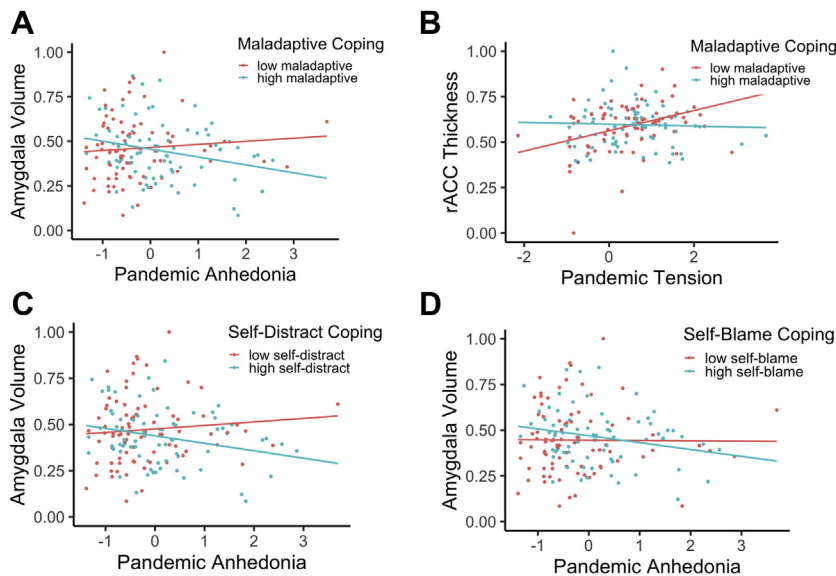 A
Maladaptive Coping
low maladaptive
high maladaptive
Amygdala Volume
1.00
0.75
0.50
0.25
0.00
-1 0 1 2 3
Pandemic Anhedonia
B
Maladaptive Coping
low maladaptive
high maladaptive
rACC Thickness
1.00
0.75
0.50
0.25
0.00
-2 0 2
Pandemic Tension
C
Self-Distract Coping
low self-distract
high self-distract
Amygdala Volume
1.00
0.75
0.50
0.25
0.00
-1 0 1 2 3
Pandemic Anhedonia
D
Self-Blame Coping
low self-blame
high self-blame
Amygdala Volume
1.00
0.75
0.50
0.25
0.00
-1 0 1 2 3
Pandemic Anhedonia